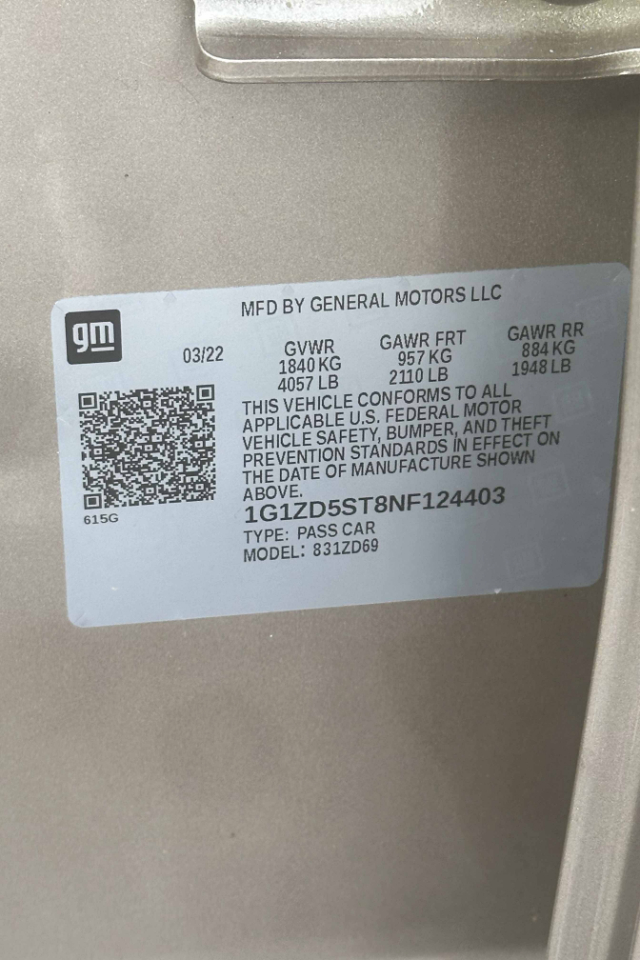 gm
MFD BY GENERAL MOTORS LLC
03/22
GVWR
1840 KG
4057 LB
GAWR FRT
957 KG
2110 LB
GAWR RR
884 KG
1948 LB
THIS VEHICLE CONFORMS TO ALL
APPLICABLE U.S. FEDERAL MOTOR
VEHICLE SAFETY, BUMPER, AND THEFT
PREVENTION STANDARDS IN EFFECT ON
THE DATE OF MANUFACTURE SHOWN
ABOVE.
615G
1G1ZD5ST8NF124403
TYPE: PASS CAR
MODEL: 831ZD69